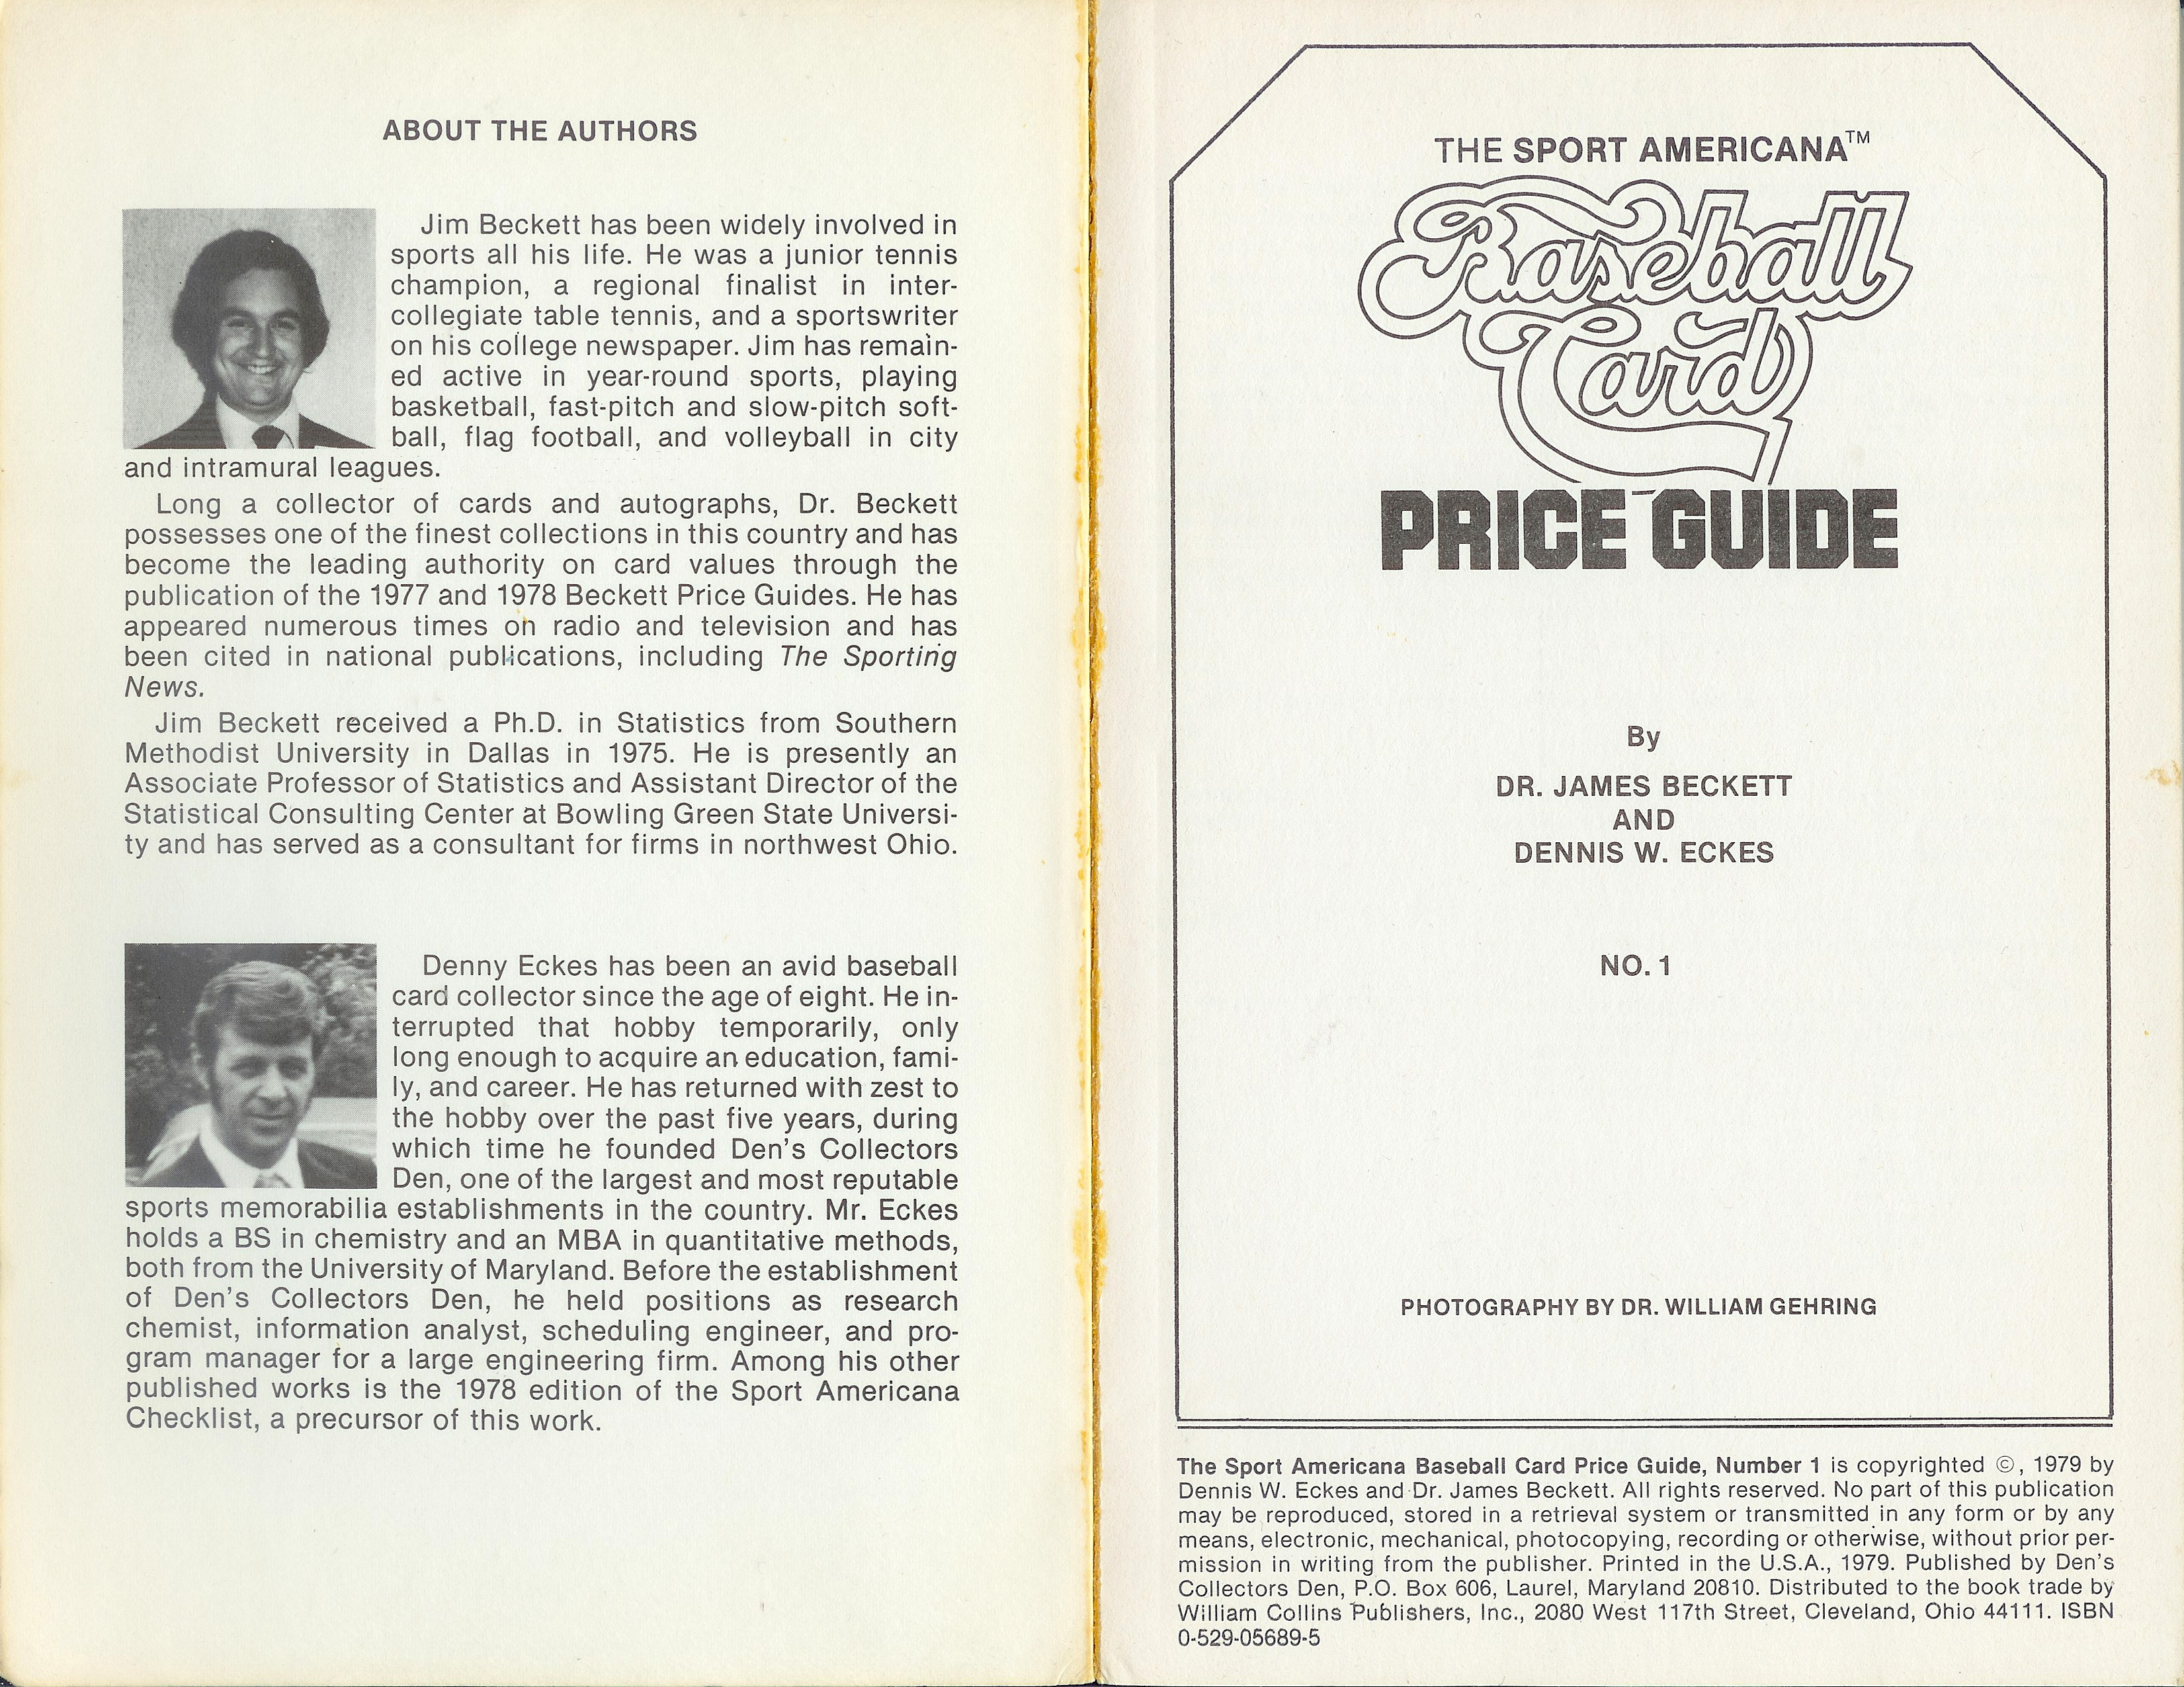 ABOUT THE AUTHORS
Jim Beckett has been widely involved in
sports all his life. He was a junior tennis
champion, a regional finalist in inter-
collegiate table tennis, and a sportswriter
on his college newspaper. Jim has remain-
ed active in year-round sports, playing
basketball, fast-pitch and slow-pitch soft-
ball, flag football, and volleyball in city
and intramural leagues.
Long a collector of cards and autographs, Dr. Beckett
possesses one of the finest collections in this country and has
become the leading authority on card values through the
publication of the 1977 and 1978 Beckett Price Guides. He has
appeared numerous times on radio and television and has
been cited in national publications, including The Sporting
News.
Jim Beckett received a Ph.D. in Statistics from Southern
Methodist University in Dallas in 1975. He is presently an
Associate Professor of Statistics and Assistant Director of the
Statistical Consulting Center at Bowling Green State Universi-
ty and has served as a consultant for firms in northwest Ohio.
Denny Eckes has been an avid baseball
card collector since the age of eight. He in-
terrupted that hobby temporarily, only
long enough to acquire an education, fami-
ly, and career. He has returned with zest to
the hobby over the past five years, during
which time he founded Den's Collectors
Den, one of the largest and most reputable
sports memorabilia establishments in the country. Mr. Eckes
holds a BS in chemistry and an MBA in quantitative methods,
both from the University of Maryland. Before the establishment
of Den's Collectors Den, he held positions as research
chemist, information analyst, scheduling engineer, and pro-
gram manager for a large engineering firm. Among his other
published works is the 1978 edition of the Sport Americana
Checklist, a precursor of this work.
THE SPORT AMERICANA™
Baseball
Card
PRICE GUIDE
By
DR. JAMES BECKETT
AND
DENNIS W. ECKES
NO. 1
PHOTOGRAPHY BY DR. WILLIAM GEHRING
The Sport Americana Baseball Card Price Guide, Number 1 is copyrighted ©, 1979 by
Dennis W. Eckes and Dr. James Beckett. All rights reserved. No part of this publication
may be reproduced, stored in a retrieval system or transmitted in any form or by any
means, electronic, mechanical, photocopying, recording or otherwise, without prior per-
mission in writing from the publisher. Printed in the U.S.A., 1979. Published by Den's
Collectors Den, P.O. Box 606, Laurel, Maryland 20810. Distributed to the book trade by
William Collins Publishers, Inc., 2080 West 117th Street, Cleveland, Ohio 44111. ISBN
0-529-05689-5